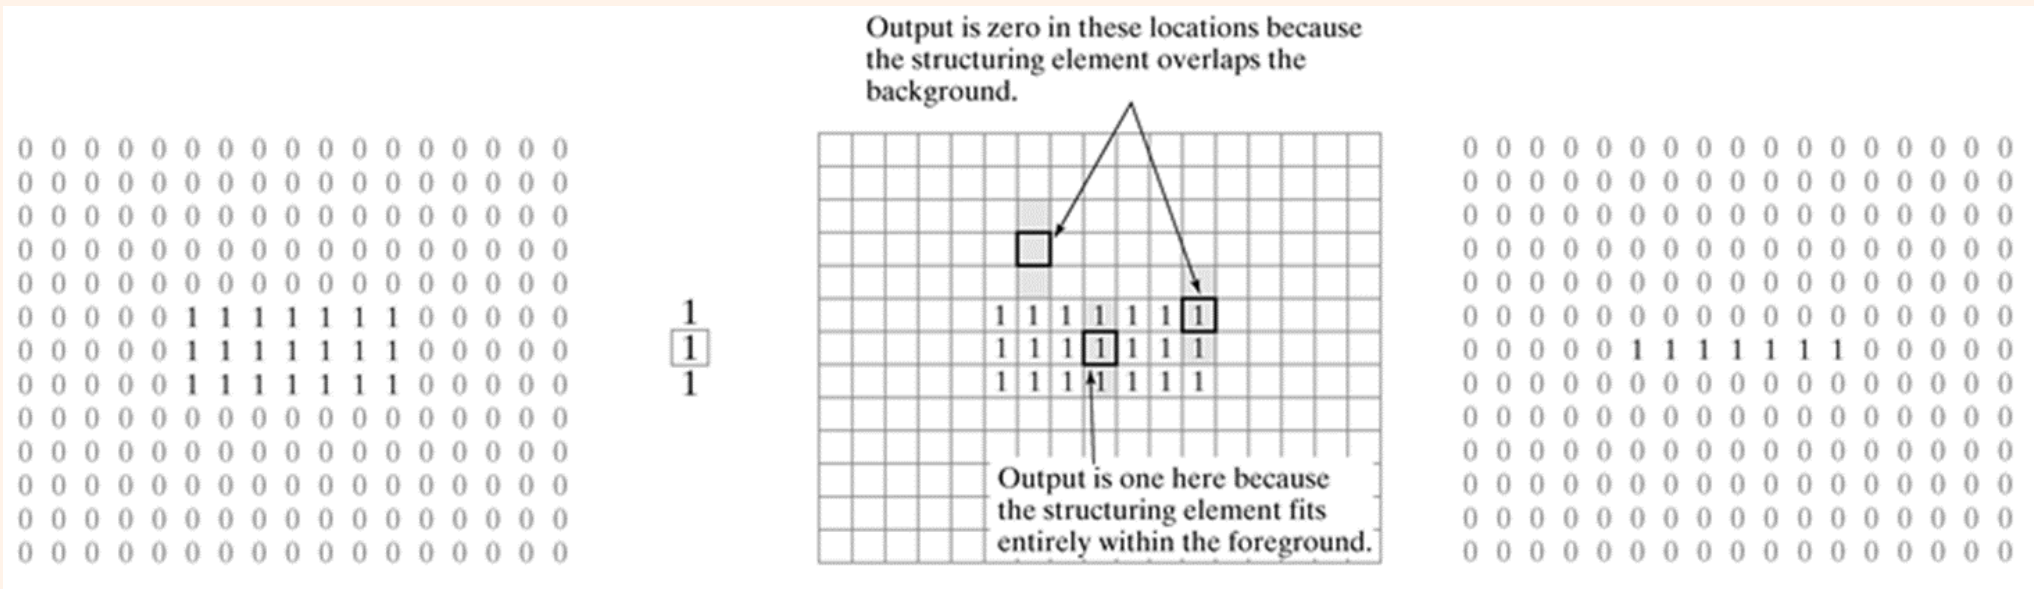 0 0 0 0 0 0 0 0 0 0 0 0 0 0 0 0 0
0 0 0 0 0 0 0 0 0 0 0 0 0 0 0 0 0
0 0 0 0 0 0 0 0 0 0 0 0 0 0 0 0 0
0 0 0 0 0 0 0 0 0 0 0 0 0 0 0 0 0
0 0 0 0 0 0 0 0 0 0 0 0 0 0 0 0 0
0 0 0 0 0 1 1 1 1 1 1 1 0 0 0 0 0
0 0 0 0 0 1 1 1 1 1 1 1 0 0 0 0 0
0 0 0 0 0 1 1 1 1 1 1 1 0 0 0 0 0
0 0 0 0 0 0 0 0 0 0 0 0 0 0 0 0 0
0 0 0 0 0 0 0 0 0 0 0 0 0 0 0 0 0
0 0 0 0 0 0 0 0 0 0 0 0 0 0 0 0 0
0 0 0 0 0 0 0 0 0 0 0 0 0 0 0 0 0
0 0 0 0 0 0 0 0 0 0 0 0 0 0 0 0 0
1
1
1
Output is zero in these locations because
the structuring element overlaps the
background.
1 1 1 1 1 1 1
1 1 1 1 1 1 1
1 1 1 1 1 1 1
Output is one here because
the structuring element fits
entirely within the foreground.
0 0 0 0 0 0 0 0 0 0 0 0 0 0 0 0 0
0 0 0 0 0 0 0 0 0 0 0 0 0 0 0 0 0
0 0 0 0 0 0 0 0 0 0 0 0 0 0 0 0 0
0 0 0 0 0 0 0 0 0 0 0 0 0 0 0 0 0
0 0 0 0 0 0 0 0 0 0 0 0 0 0 0 0 0
0 0 0 0 0 0 0 0 0 0 0 0 0 0 0 0 0
0 0 0 0 0 1 1 1 1 1 1 1 0 0 0 0 0
0 0 0 0 0 0 0 0 0 0 0 0 0 0 0 0 0
0 0 0 0 0 0 0 0 0 0 0 0 0 0 0 0 0
0 0 0 0 0 0 0 0 0 0 0 0 0 0 0 0 0
0 0 0 0 0 0 0 0 0 0 0 0 0 0 0 0 0
0 0 0 0 0 0 0 0 0 0 0 0 0 0 0 0 0
0 0 0 0 0 0 0 0 0 0 0 0 0 0 0 0 0